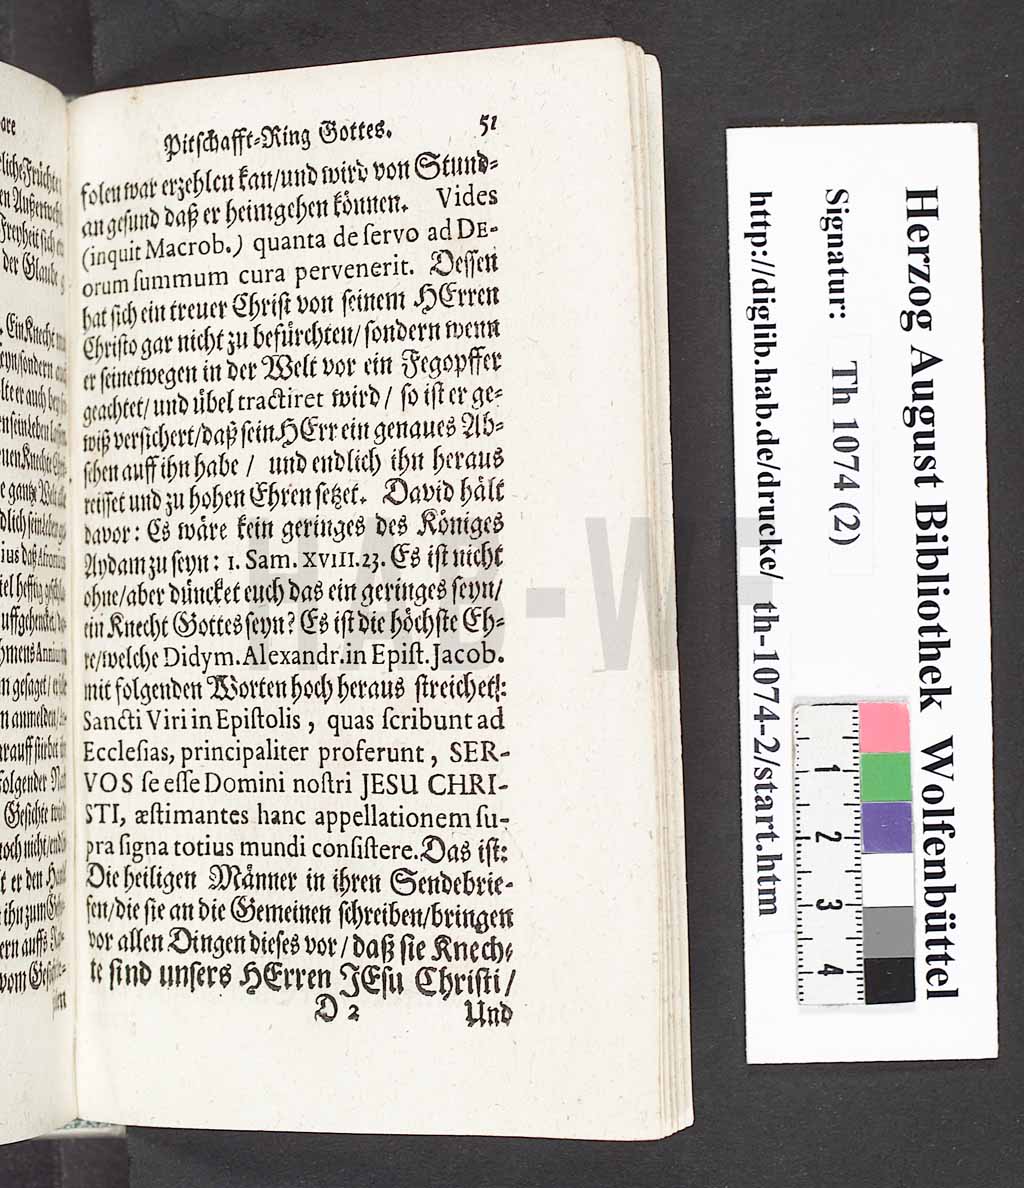 Pitschafft-Ring Gottes. 51
folen war erzehlen kan/und wird von Stund-
an gesund daß er heimgehen können. Vides
(inquit Macrob.) quanta de servo ad DE-
orum summum cura pervenerit. Dessen
hat sich ein treuer Christ von seinem HErren
Christo gar nicht zu befürchten/ sondern wenn
er seinetwegen in der Welt vor ein Fegopffer
geachtet/ und übel tractiret wird / so ist er ge-
wiß versichert/daß sein HErr ein genaues Ab-
sehen auff ihn habe / und endlich ihn heraus
reisset und zu hohen Ehren setzet. David hält
davor: Es wäre kein geringes des Königes
Aydam zu seyn: 1. Sam. XVIII.23. Es ist nicht
ohne/aber düncket euch das ein geringes seyn/
ein Knecht Gottes seyn? Es ist die höchste Eh-
re/welche Didym. Alexandr. in Epist. Jacob.
mit folgenden Worten hoch heraus streichet:
Sancti Viri in Epistolis, quas scribunt ad
Ecclesias, principaliter proferunt, SER-
VOS se esse Domini nostri JESU CHRI-
STI, æstimantes hanc appellationem su-
pra signa totius mundi consistere. Das ist:
Die heiligen Männer in ihren Sendebrie-
fen/die sie an die Gemeinen schreiben/bringen
vor allen Dingen dieses vor / daß sie Knech-
te sind unsers HErren JEsu Christi /
D 2 Und
HAB-WF
Herzog August Bibliothek Wolfenbüttel
Signatur: Th 1074 (2)
http://diglib.hab.de/drucke/ th-1074-2/start.htm
1 2 3 4